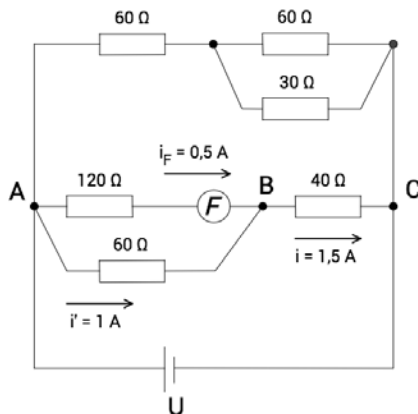 60 Ω 60 Ω
30 Ω
i_F = 0,5 A
A 120 Ω F B 40 Ω C
60 Ω i = 1,5 A
i' = 1 A
U